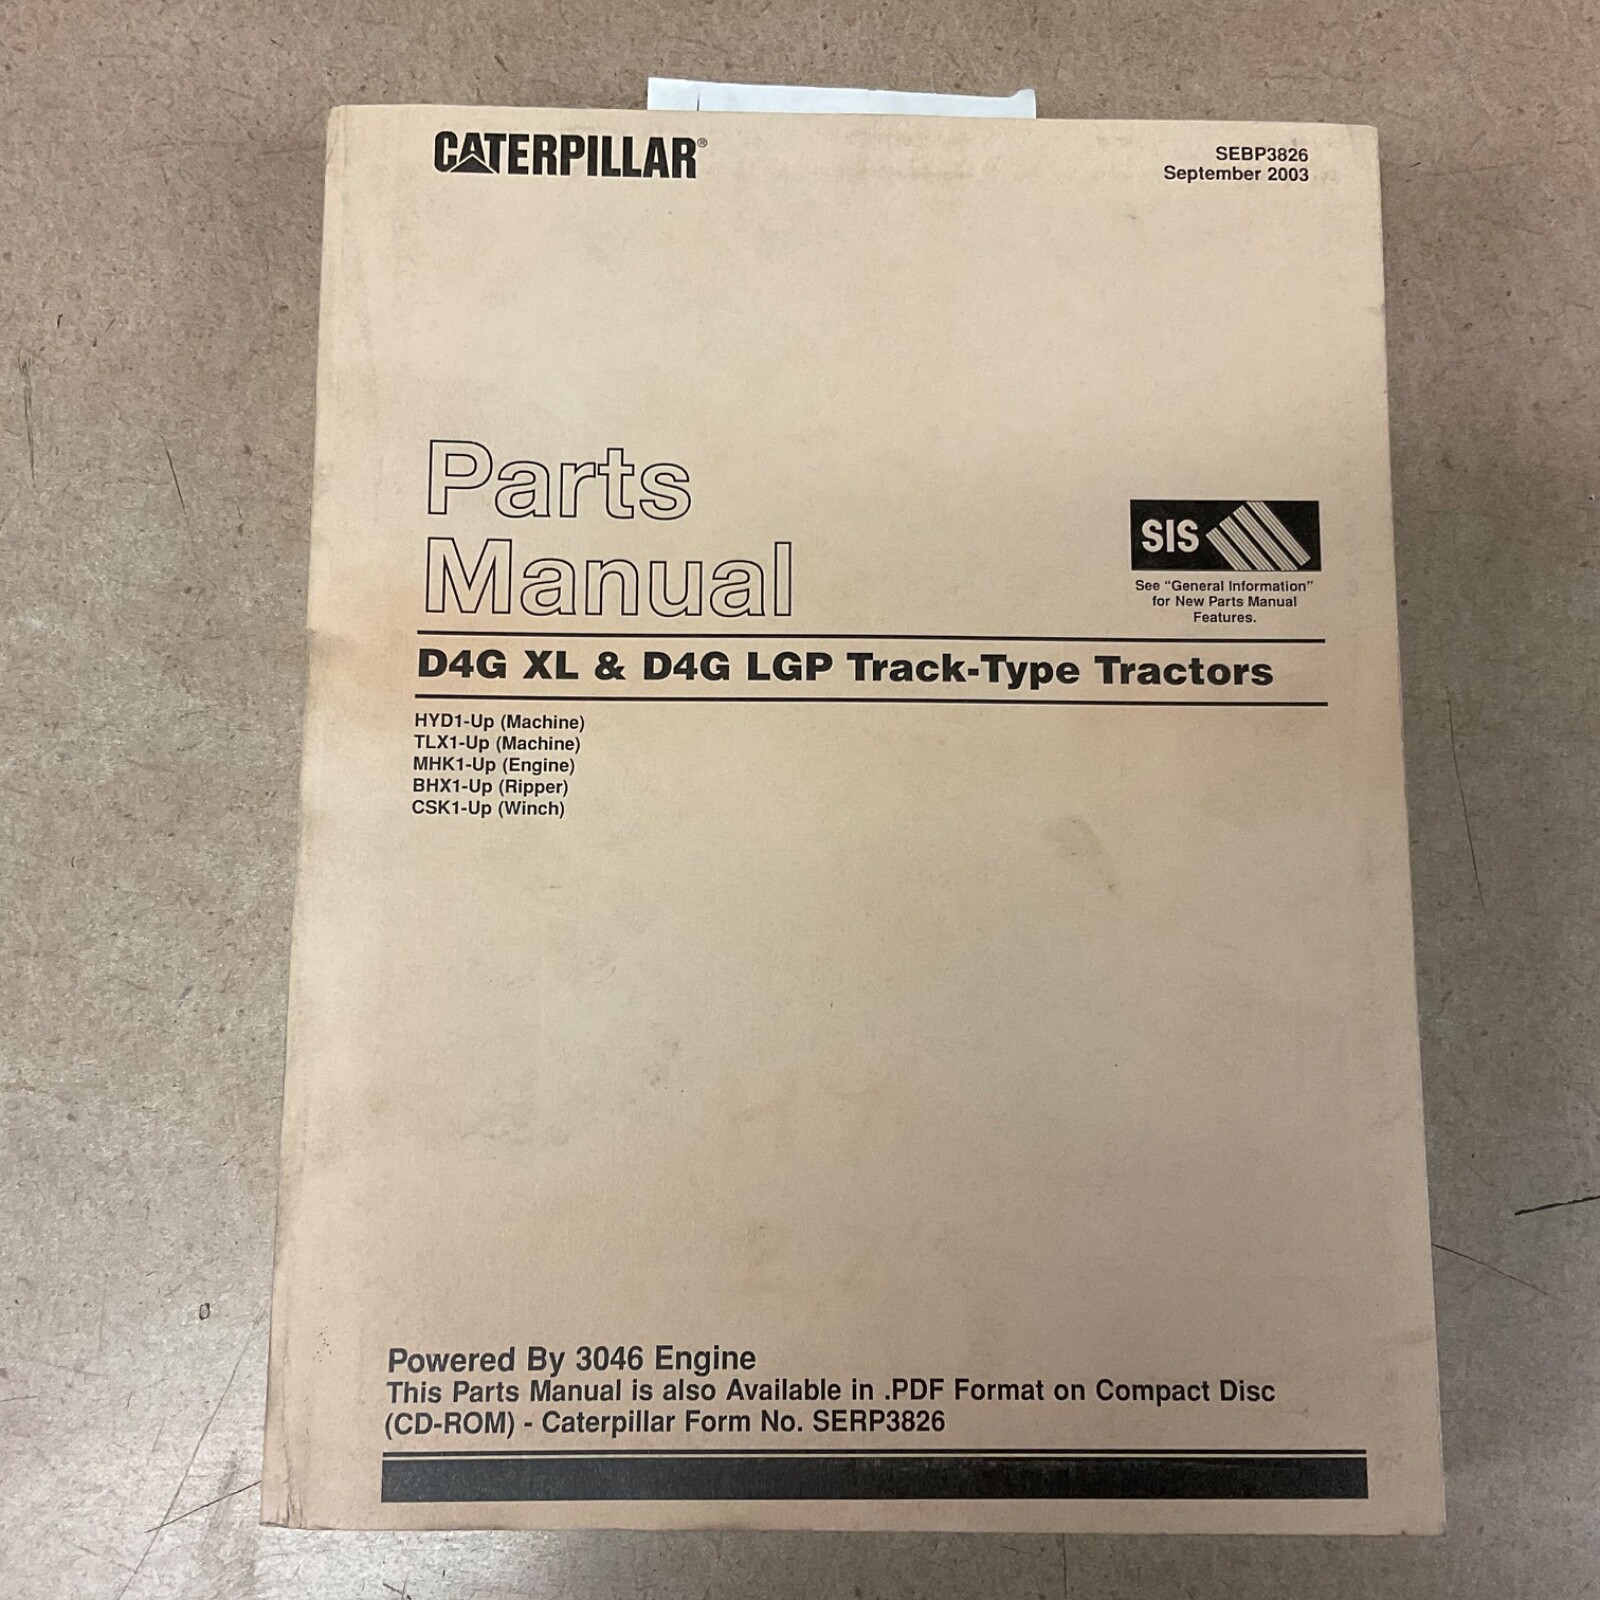 CATERPILLAR®
SEBP3826
September 2003
Parts
Manual
SIS
See "General Information"
for New Parts Manual
Features.
D4G XL & D4G LGP Track-Type Tractors
HYD1-Up (Machine)
TLX1-Up (Machine)
MHK1-Up (Engine)
BHX1-Up (Ripper)
CSK1-Up (Winch)
Powered By 3046 Engine
This Parts Manual is also Available in .PDF Format on Compact Disc
(CD-ROM) - Caterpillar Form No. SERP3826